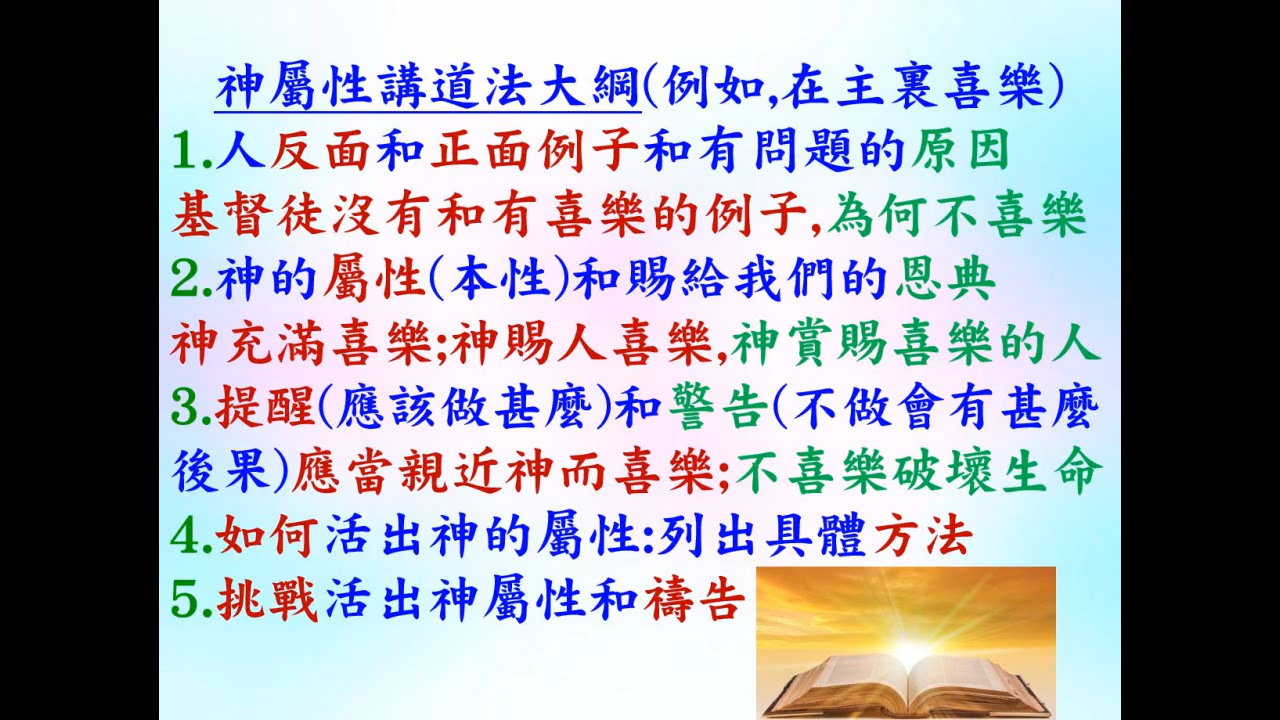 神屬性講道法大綱(例如,在主裏喜樂)
1.人反面和正面例子和有問題的原因
基督徒沒有和有喜樂的例子,為何不喜樂
2.神的屬性(本性)和賜給我們的恩典
神充滿喜樂;神賜人喜樂,神賞賜喜樂的人
3.提醒(應該做甚麼)和警告(不做會有甚麼
後果)應當親近神而喜樂;不喜樂破壞生命
4.如何活出神的屬性:列出具體方法
5.挑戰活出神屬性和禱告